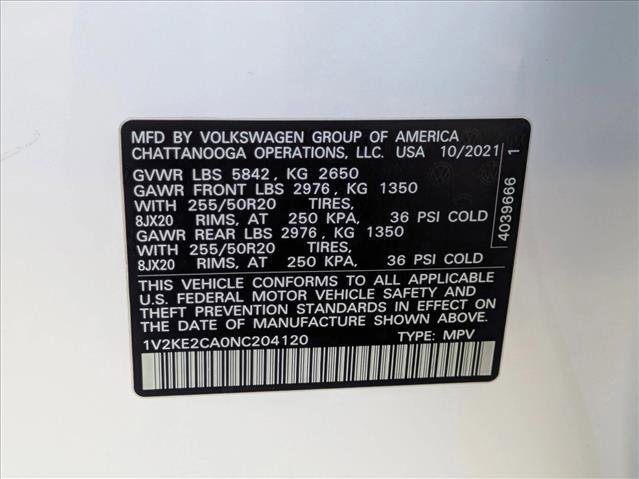 MFD BY VOLKSWAGEN GROUP OF AMERICA
CHATTANOOGA OPERATIONS, LLC. USA 10/2021
GVWR LBS 5842, KG 2650
GAWR FRONT LBS 2976, KG 1350
WITH 255/50R20 TIRES,
8JX20 RIMS, AT 250 KPA, 36 PSI COLD
GAWR REAR LBS 2976, KG 1350
WITH 255/50R20 TIRES,
8JX20 RIMS, AT 250 KPA, 36 PSI COLD
THIS VEHICLE CONFORMS TO ALL APPLICABLE
U.S. FEDERAL MOTOR VEHICLE SAFETY AND
THEFT PREVENTION STANDARDS IN EFFECT ON
THE DATE OF MANUFACTURE SHOWN ABOVE.
1V2KE2CA0NC204120 TYPE: MPV
4039666 1